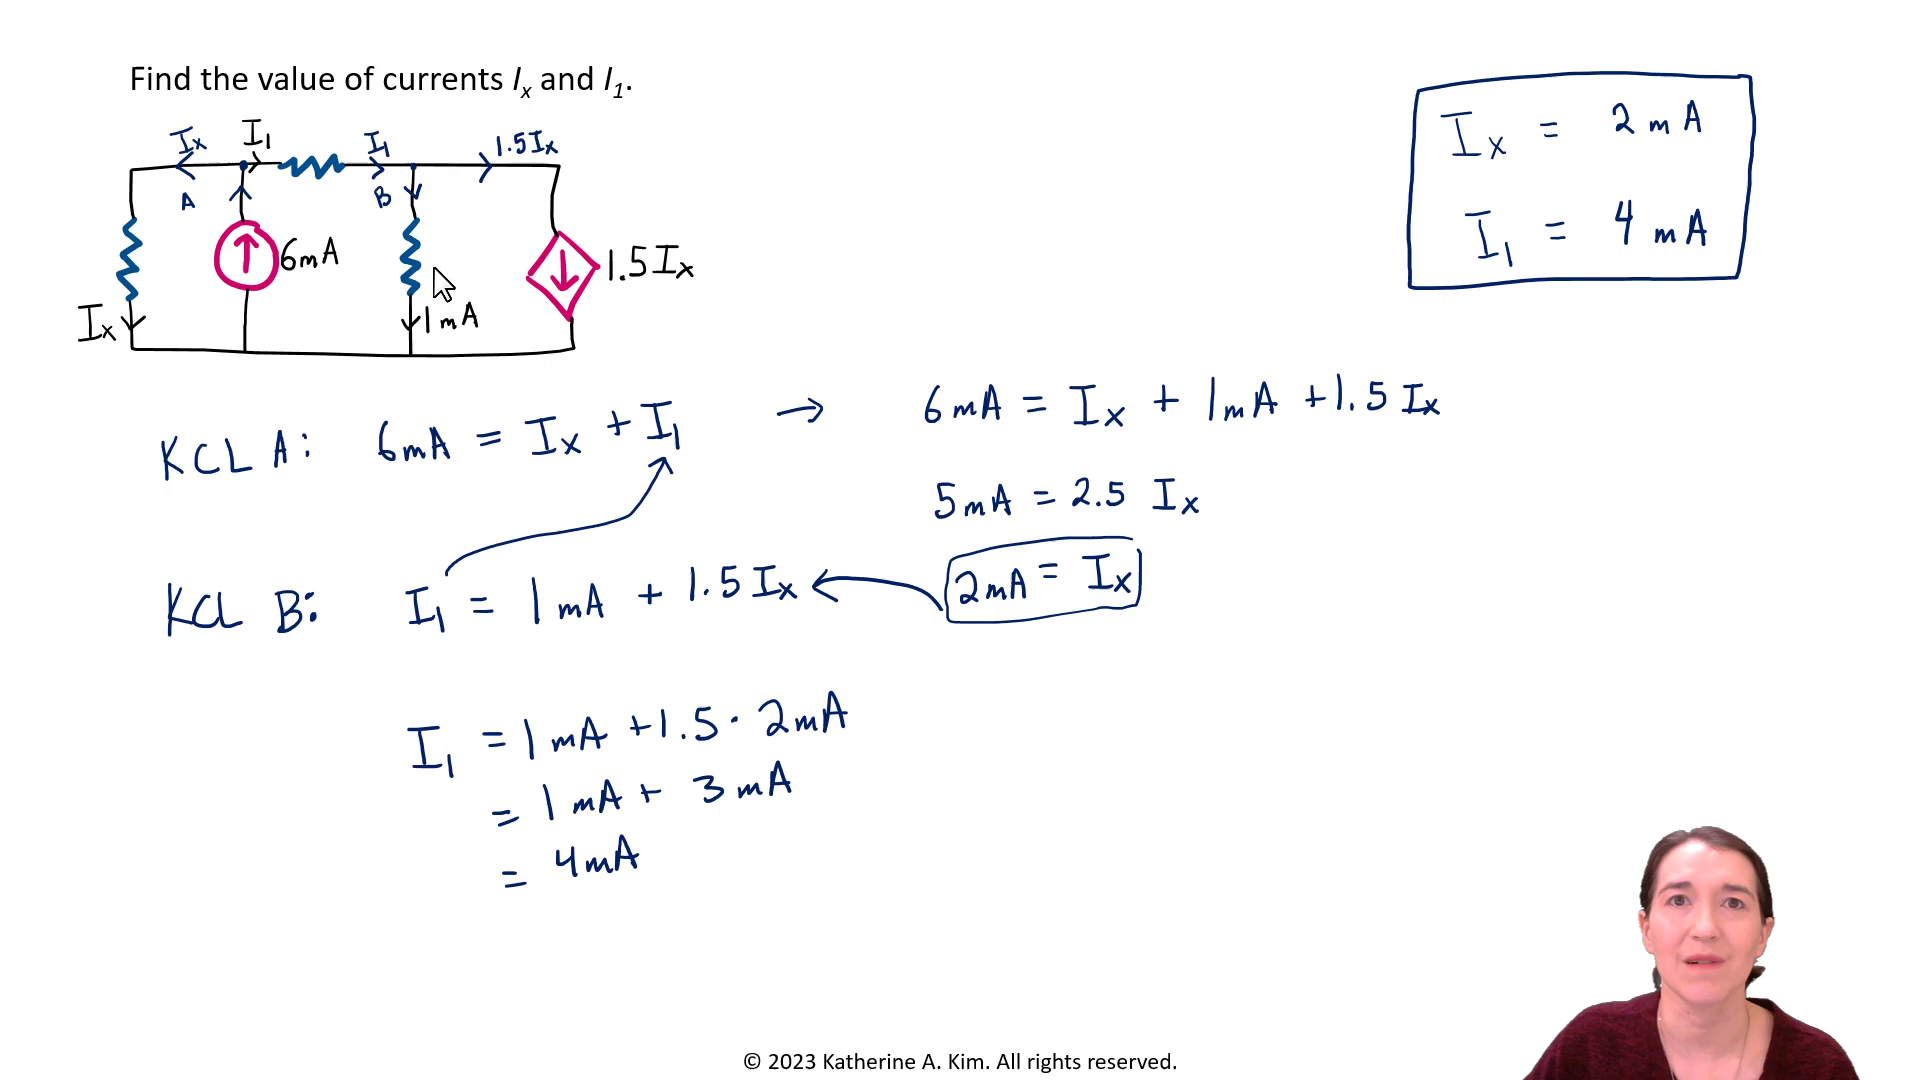 Find the value of currents Ix and I1.
Ix = 2 mA
I1 = 4 mA
Ix I1 I1 1.5Ix
A B
6mA 1.5Ix
Ix 1mA
KCL A: 6mA = Ix + I1 → 6mA = Ix + 1mA + 1.5 Ix
5mA = 2.5 Ix
2mA = Ix
KCL B: I1 = 1mA + 1.5 Ix
I1 = 1mA + 1.5 · 2mA
= 1mA + 3mA
= 4mA
© 2023 Katherine A. Kim. All rights reserved.